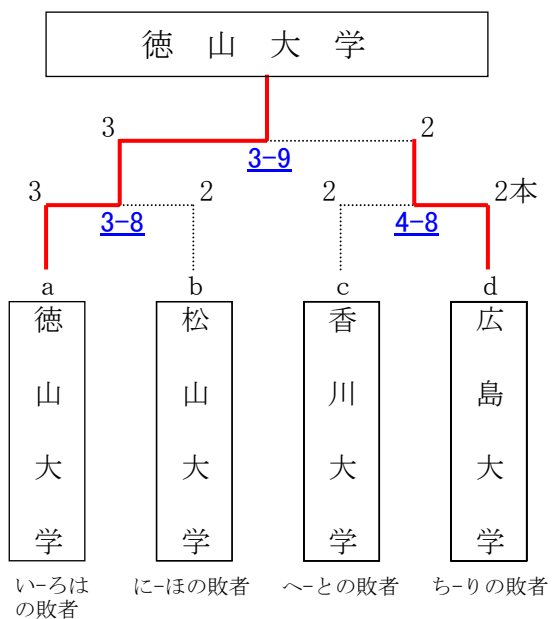 徳山大学
3 2
3-9
3 2 2 2本
3-8 4-8
a b c d
徳山大学
松山大学
香川大学
広島大学
い-ろは
の敗者
に-ほの敗者
へ-との敗者
ち-りの敗者